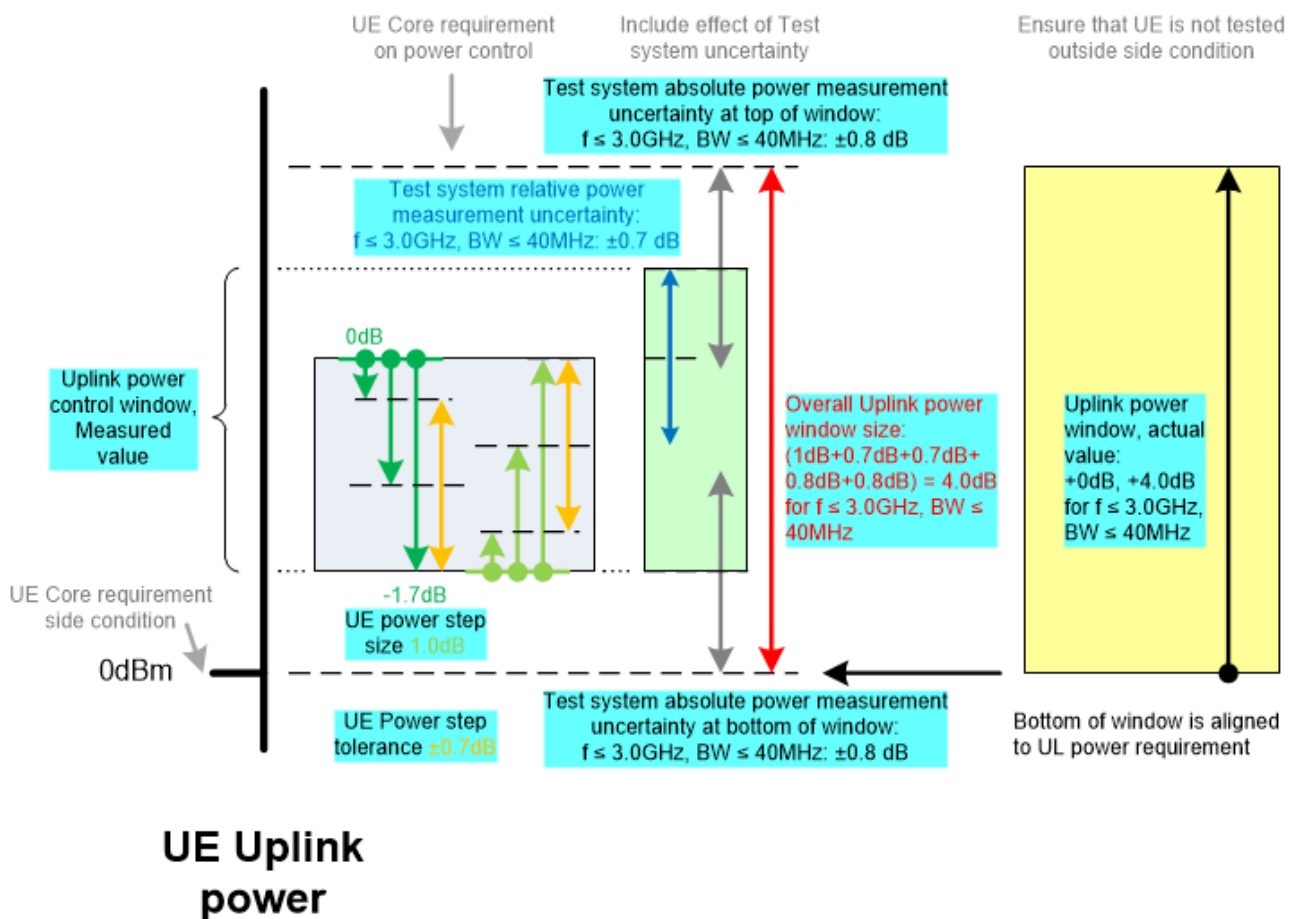 UE Core requirement
on power control
Include effect of Test
system uncertainty
Ensure that UE is not tested
outside side condition
Test system absolute power measurement
uncertainty at top of window:
f ≤ 3.0GHz, BW ≤ 40MHz: ±0.8 dB
Test system relative power
measurement uncertainty:
f ≤ 3.0GHz, BW ≤ 40MHz: ±0.7 dB
0dB
Uplink power
control window,
Measured
value
Overall Uplink power
window size:
(1dB+0.7dB+0.7dB+
0.8dB+0.8dB) = 4.0dB
for f ≤ 3.0GHz, BW ≤
40MHz
Uplink power
window, actual
value:
+0dB, +4.0dB
for f ≤ 3.0GHz,
BW ≤ 40MHz
-1.7dB
UE power step
size 1.0dB
UE Core requirement
side condition
0dBm
UE Power step
tolerance ±0.7dB
Test system absolute power measurement
uncertainty at bottom of window:
f ≤ 3.0GHz, BW ≤ 40MHz: ±0.8 dB
Bottom of window is aligned
to UL power requirement
UE Uplink
power